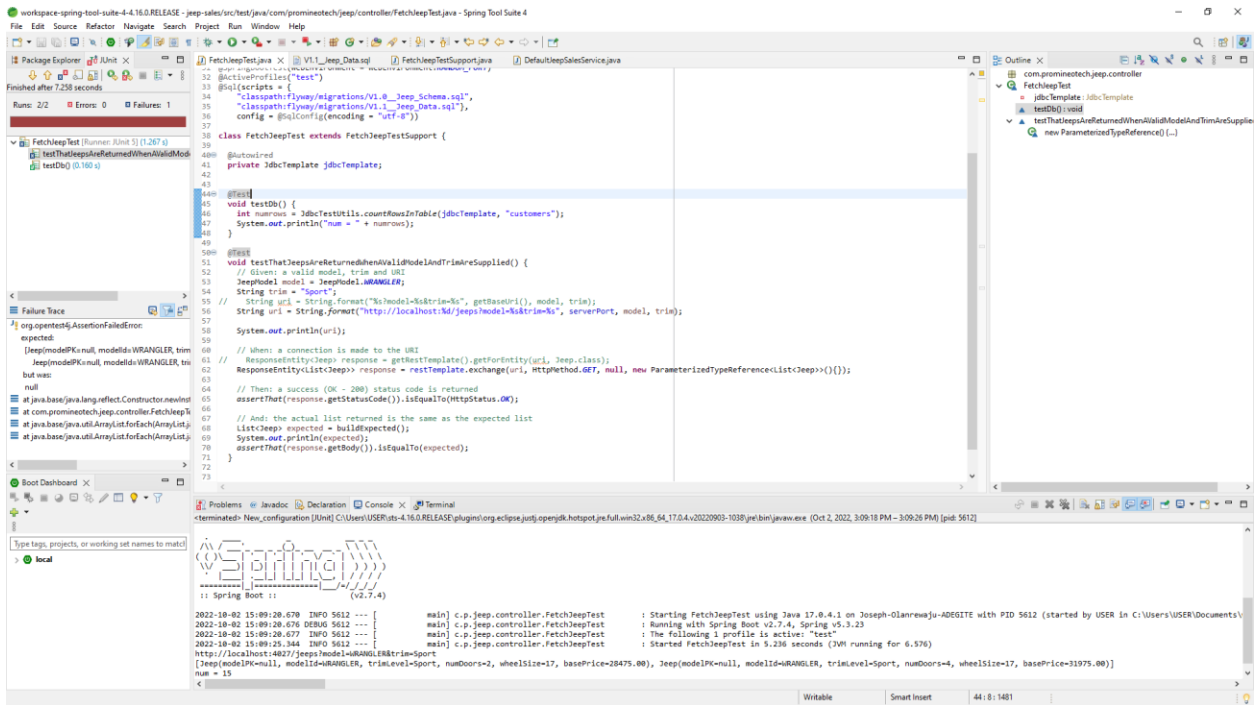 workspace-spring-tool-suite-4-4.16.0.RELEASE - jeep-sales/src/test/java/com/promineotech/jeep/controller/FetchJeepTest.java - Spring Tool Suite 4
File Edit Source Refactor Navigate Search Project Run Window Help
Package Explorer JUnit
Finished after 7.258 seconds
Runs: 2/2 Errors: 0 Failures: 1
FetchJeepTest [Runner: JUnit 5] (1.267 s)
testThatJeepsAreReturnedWhenAValidMode
testDb() (0.160 s)
Failure Trace
org.opentest4j.AssertionFailedError:
expected:
[Jeep(modelPK=null, modelId=WRANGLER, trim
Jeep(modelPK=null, modelId=WRANGLER, tri
but was:
null
at java.base/java.lang.reflect.Constructor.newInst
at com.promineotech.jeep.controller.FetchJeepTe
at java.base/java.util.ArrayList.forEach(ArrayList.j
at java.base/java.util.ArrayList.forEach(ArrayList.j
Boot Dashboard
Type tags, projects, or working set names to match
local
FetchJeepTest.java V1.1__Jeep_Data.sql FetchJeepTestSupport.java DefaultJeepSalesService.java
32 @ActiveProfiles("test")
33 @Sql(scripts = {
34 "classpath:flyway/migrations/V1.0__Jeep_Schema.sql",
35 "classpath:flyway/migrations/V1.1__Jeep_Data.sql"},
36 config = @SqlConfig(encoding = "utf-8"))
37
38 class FetchJeepTest extends FetchJeepTestSupport {
39
40 @Autowired
41 private JdbcTemplate jdbcTemplate;
42
43
44 @Test
45 void testDb() {
46 int numrows = JdbcTestUtils.countRowsInTable(jdbcTemplate, "customers");
47 System.out.println("num = " + numrows);
48 }
49
50 @Test
51 void testThatJeepsAreReturnedWhenAValidModelAndTrimAreSupplied() {
52 // Given: a valid model, trim and URI
53 JeepModel model = JeepModel.WRANGLER;
54 String trim = "Sport";
55 // String uri = String.format("%s?model=%s&trim=%s", getBaseUri(), model, trim);
56 String uri = String.format("http://localhost:%d/jeeps?model=%s&trim=%s", serverPort, model, trim);
57
58 System.out.println(uri);
59
60 // When: a connection is made to the URI
61 // ResponseEntity<Jeep> response = getRestTemplate().getForEntity(uri, Jeep.class);
62 ResponseEntity<List<Jeep>> response = restTemplate.exchange(uri, HttpMethod.GET, null, new ParameterizedTypeReference<List<Jeep>>(){});
63
64 // Then: a success (OK - 200) status code is returned
65 assertThat(response.getStatusCode()).isEqualTo(HttpStatus.OK);
66
67 // And: the actual list returned is the same as the expected list
68 List<Jeep> expected = buildExpected();
69 System.out.println(expected);
70 assertThat(response.getBody()).isEqualTo(expected);
71 }
72
73
Outline
com.promineotech.jeep.controller
FetchJeepTest
jdbcTemplate : JdbcTemplate
testDb() : void
testThatJeepsAreReturnedWhenAValidModelAndTrimAreSupplie
new ParameterizedTypeReference() {...}
Problems Javadoc Declaration Console Terminal
<terminated> New_configuration [JUnit] C:\Users\USER\sts-4.16.0.RELEASE\plugins\org.eclipse.justj.openjdk.hotspot.jre.full.win32.x86_64_17.0.4.v20220903-1038\jre\bin\javaw.exe (Oct 2, 2022, 3:09:18 PM – 3:09:26 PM) [pid: 5612]
:: Spring Boot :: (v2.7.4)
2022-10-02 15:09:20.670 INFO 5612 --- [ main] c.p.jeep.controller.FetchJeepTest : Starting FetchJeepTest using Java 17.0.4.1 on Joseph-Olanrewaju-ADEGITE with PID 5612 (started by USER in C:\Users\USER\Documents\
2022-10-02 15:09:20.676 DEBUG 5612 --- [ main] c.p.jeep.controller.FetchJeepTest : Running with Spring Boot v2.7.4, Spring v5.3.23
2022-10-02 15:09:20.677 INFO 5612 --- [ main] c.p.jeep.controller.FetchJeepTest : The following 1 profile is active: "test"
2022-10-02 15:09:25.344 INFO 5612 --- [ main] c.p.jeep.controller.FetchJeepTest : Started FetchJeepTest in 5.236 seconds (JVM running for 6.576)
http://localhost:4027/jeeps?model=WRANGLER&trim=Sport
[Jeep(modelPK=null, modelId=WRANGLER, trimLevel=Sport, numDoors=2, wheelSize=17, basePrice=28475.00), Jeep(modelPK=null, modelId=WRANGLER, trimLevel=Sport, numDoors=4, wheelSize=17, basePrice=31975.00)]
num = 15
Writable Smart Insert 44 : 8 : 1481